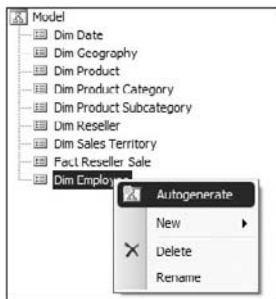 Model
Dim Date
Dim Geography
Dim Product
Dim Product Category
Dim Product Subcategory
Dim Reseller
Dim Sales Territory
Fact Reseller Sale
Dim Employee
Autogenerate
New
Delete
Rename